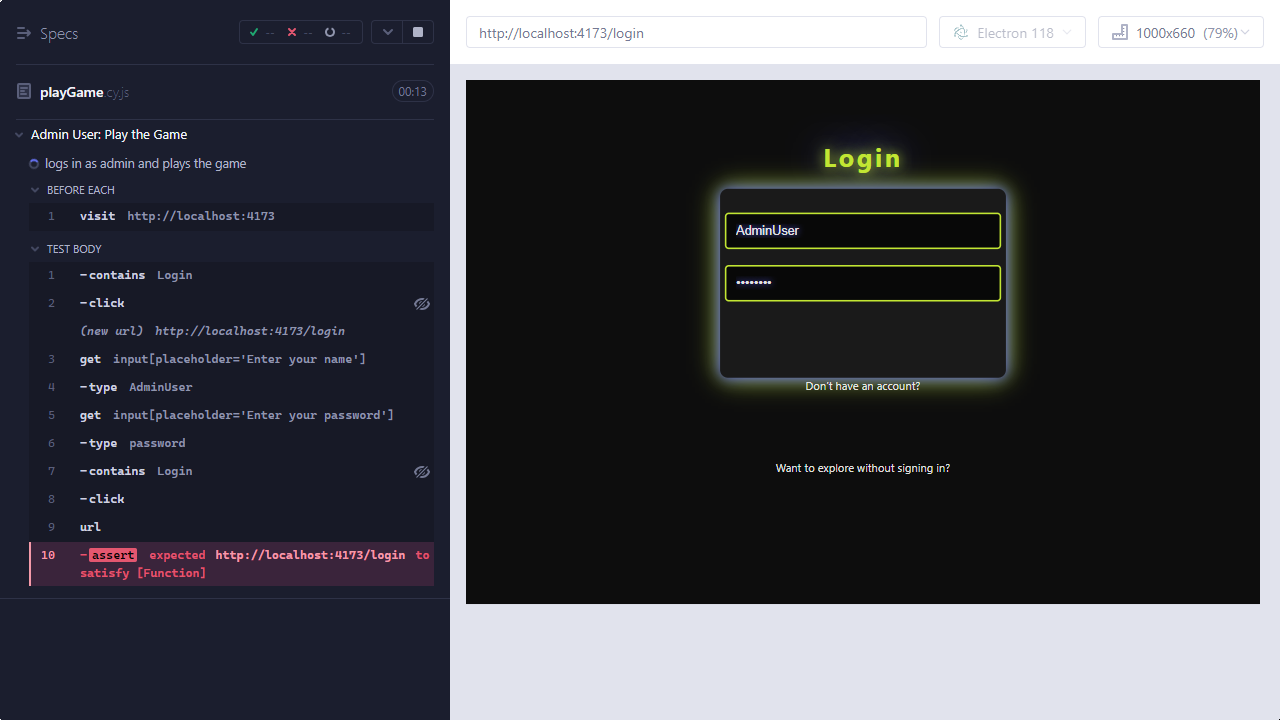 Specs
-- -- --
playGame.cy.js
00:13
Admin User: Play the Game
logs in as admin and plays the game
BEFORE EACH
1 visit http://localhost:4173
TEST BODY
1 -contains Login
2 -click
(new url) http://localhost:4173/login
3 get input[placeholder='Enter your name']
4 -type AdminUser
5 get input[placeholder='Enter your password']
6 -type password
7 -contains Login
8 -click
9 url
10 -assert expected http://localhost:4173/login to
satisfy [Function]
http://localhost:4173/login
Electron 118
1000x660 (79%)
Login
AdminUser
••••••••
Don't have an account?
Want to explore without signing in?